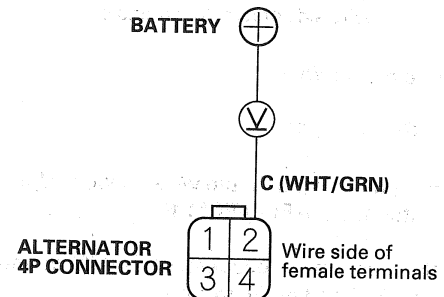 BATTERY
C (WHT/GRN)
1 2
ALTERNATOR
4P CONNECTOR
Wire side of
female terminals
3 4